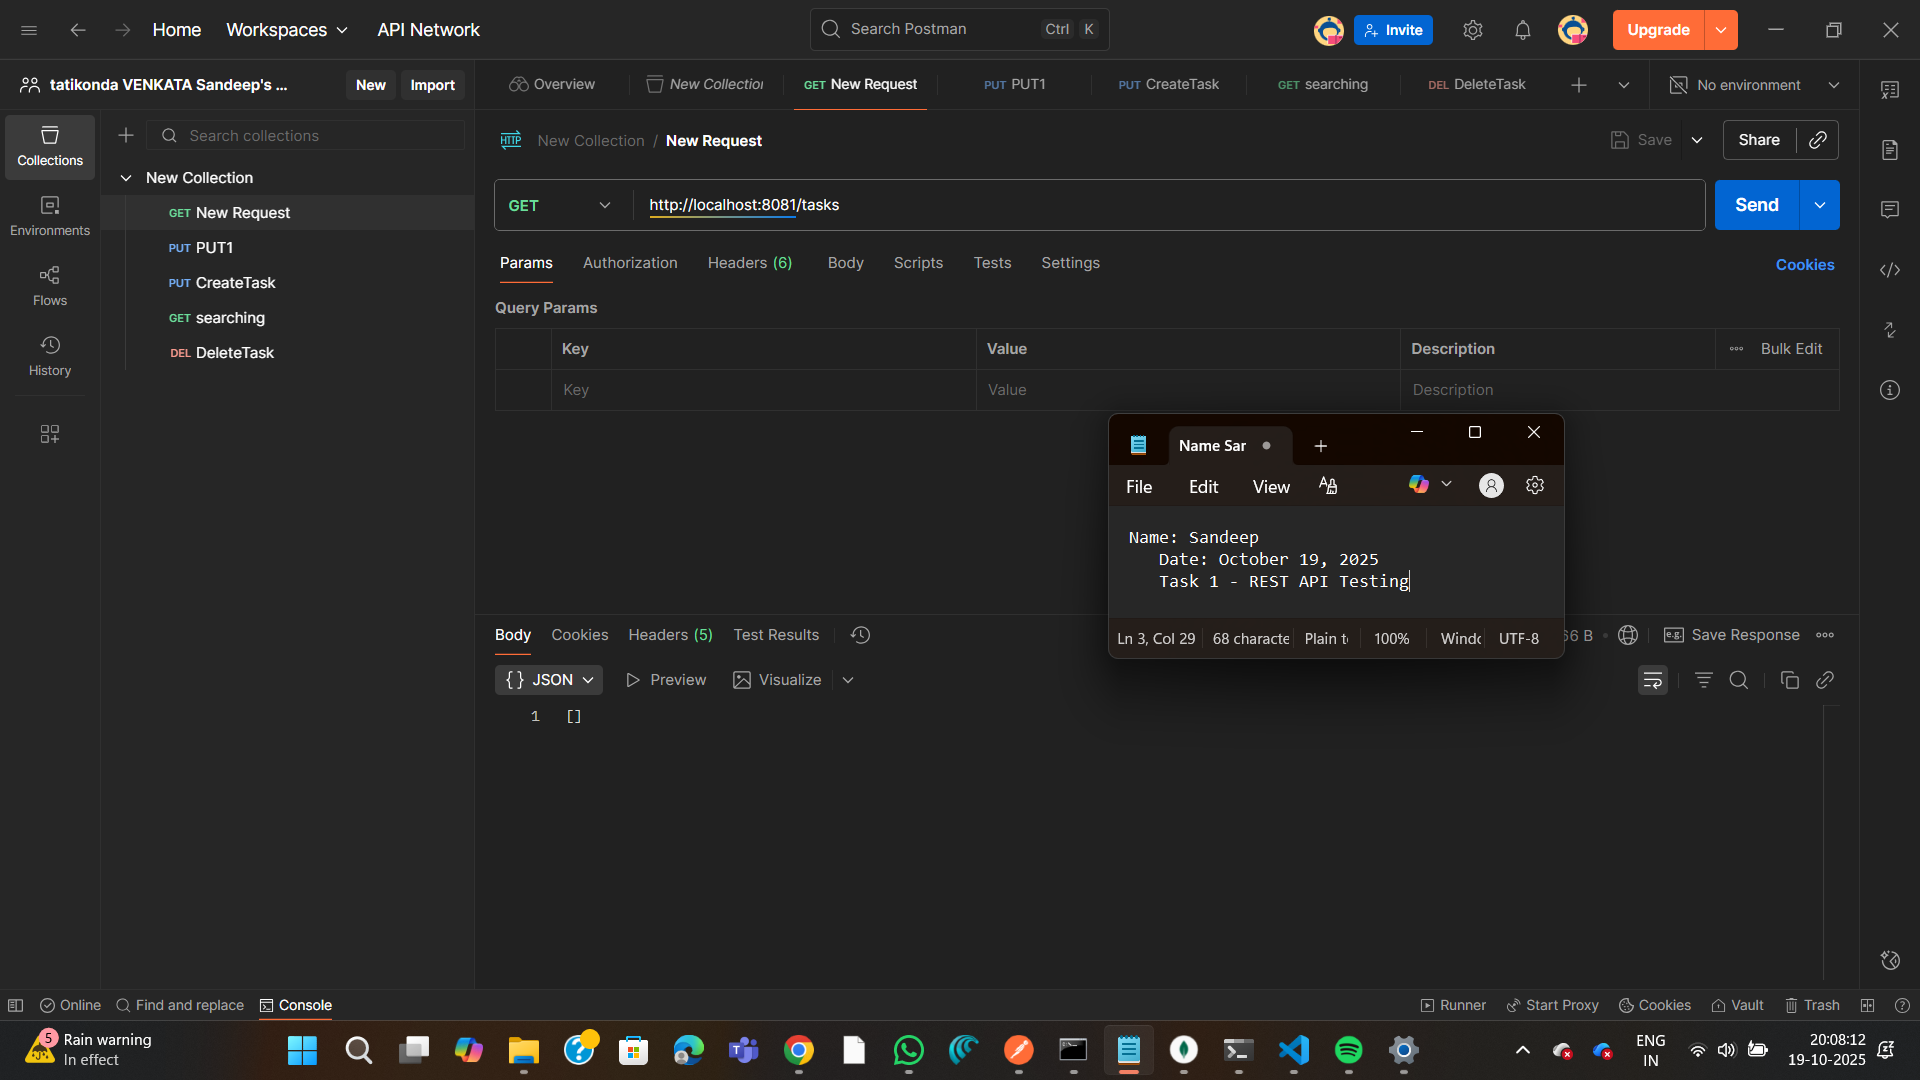 Home
Workspaces
API Network
Search Postman
Ctrl K
Invite
Upgrade
tatikonda VENKATA Sandeep's ...
New
Import
Overview
New Collection
GET New Request
PUT PUT1
PUT CreateTask
GET searching
DEL DeleteTask
No environment
Collections
Environments
Flows
History
Search collections
New Collection
GET New Request
PUT PUT1
PUT CreateTask
GET searching
DEL DeleteTask
HTTP New Collection / New Request
Save
Share
GET
http://localhost:8081/tasks
Send
Params
Authorization
Headers (6)
Body
Scripts
Tests
Settings
Cookies
Query Params
Key
Value
Description
Bulk Edit
Key
Value
Description
Name Sar
File
Edit
View
Name: Sandeep
Date: October 19, 2025
Task 1 - REST API Testing
Ln 3, Col 29
68 characte
Plain t
100%
Windo
UTF-8
Body
Cookies
Headers (5)
Test Results
66 B
e.g. Save Response
{} JSON
Preview
Visualize
1 []
Online
Find and replace
Console
Runner
Start Proxy
Cookies
Vault
Trash
5
Rain warning
In effect
ENG
IN
20:08:12
19-10-2025